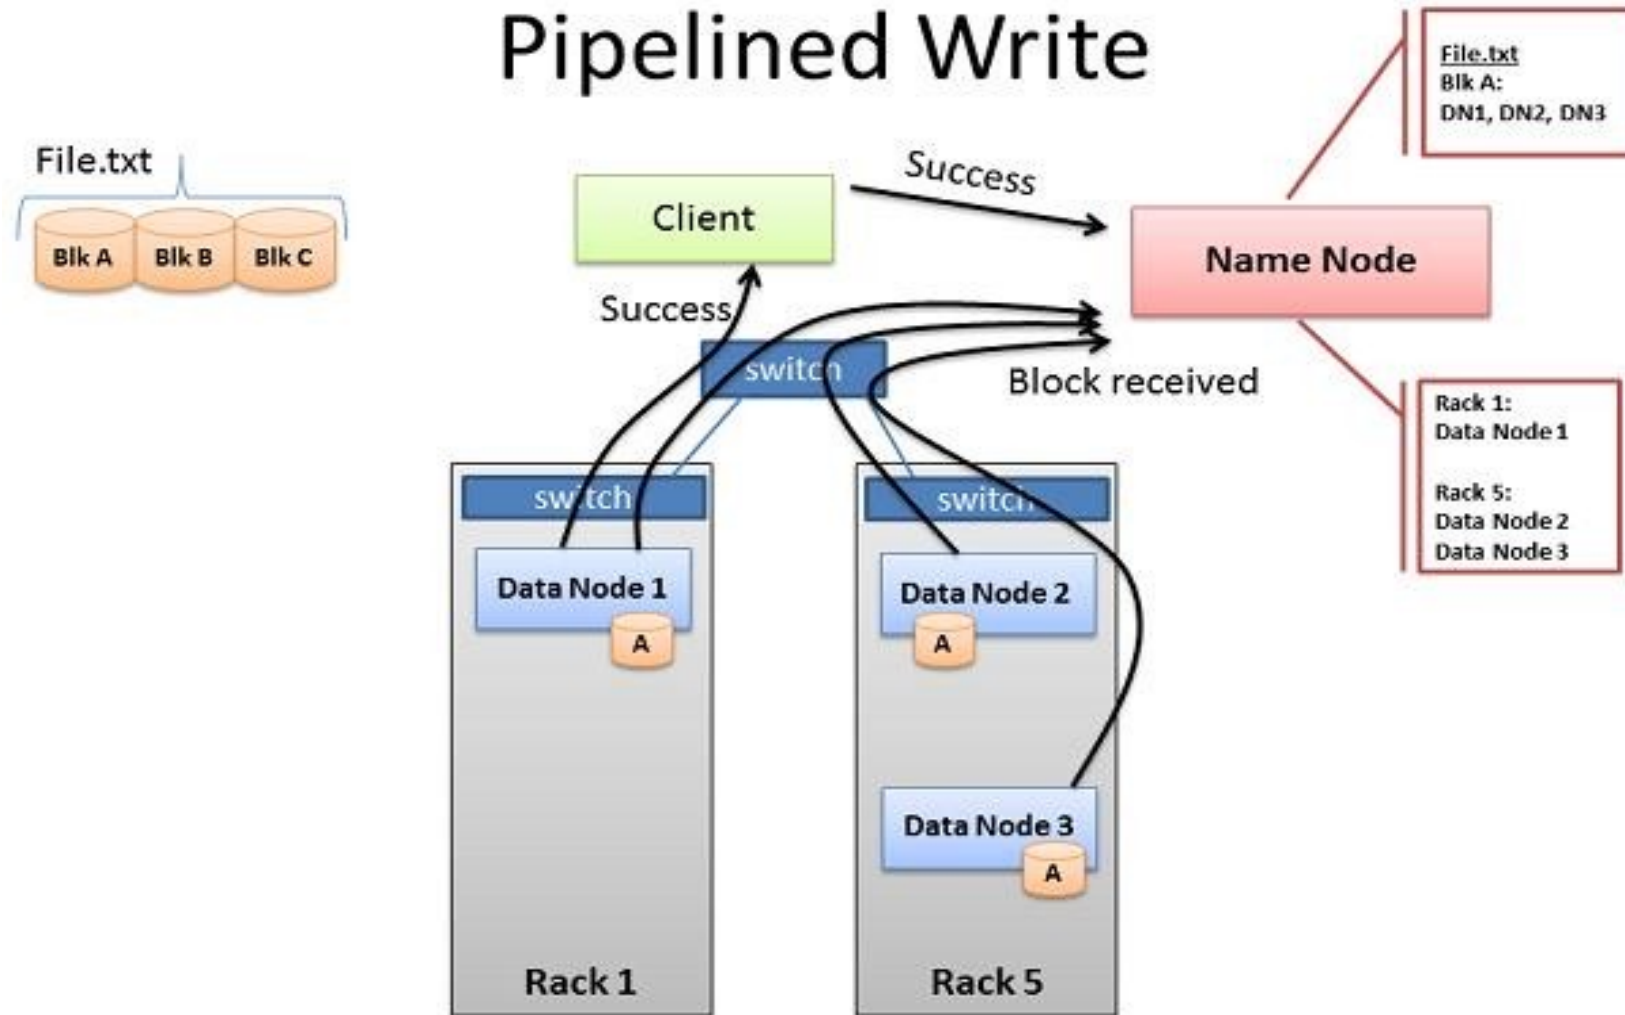 Pipelined Write
File.txt
Blk A:
DN1, DN2, DN3
File.txt
Blk A
Blk B
Blk C
Client
Success
Name Node
Success
switch
Block received
Rack 1:
Data Node 1
Rack 5:
Data Node 2
Data Node 3
switch
switch
Data Node 1
A
Data Node 2
A
Data Node 3
A
Rack 1
Rack 5